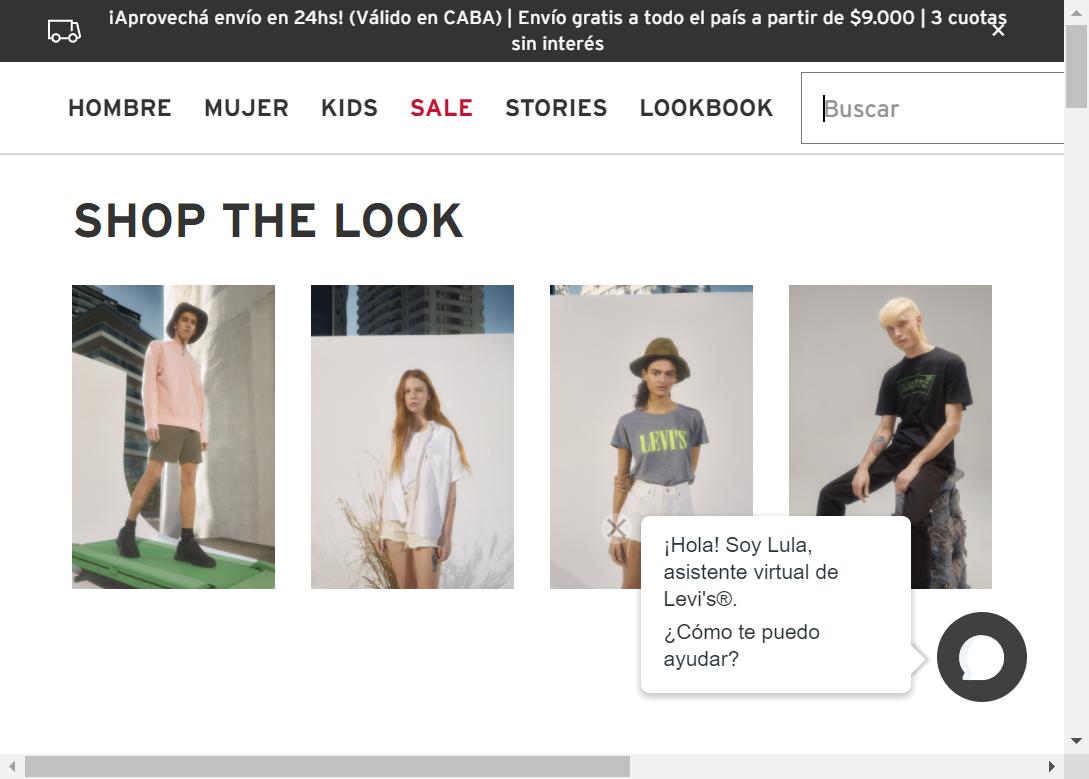 ¡Aprovechá envío en 24hs! (Válido en CABA) | Envío gratis a todo el país a partir de $9.000 | 3 cuotas
sin interés
HOMBRE MUJER KIDS SALE STORIES LOOKBOOK Buscar
SHOP THE LOOK
LEVI'S
¡Hola! Soy Lula,
asistente virtual de
Levi's®.
¿Cómo te puedo
ayudar?